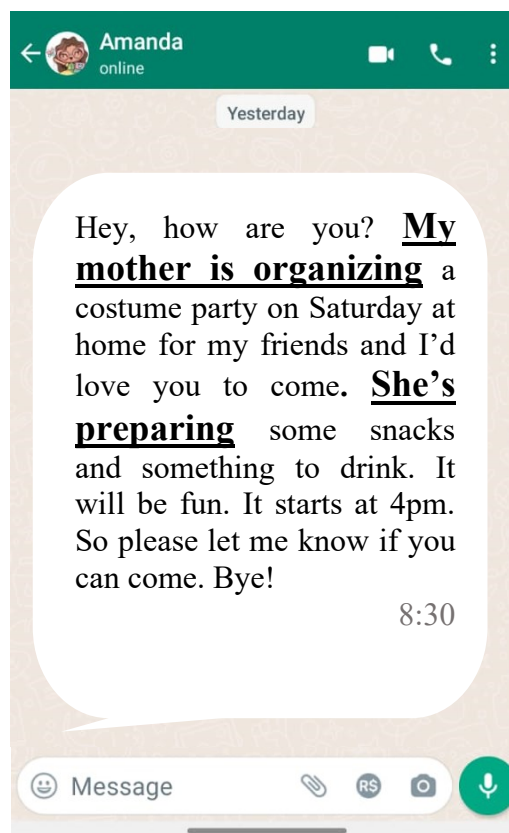 Amanda
online
Yesterday
Hey, how are you? My
mother is organizing a
costume party on Saturday at
home for my friends and I’d
love you to come. She’s
preparing some snacks
and something to drink. It
will be fun. It starts at 4pm.
So please let me know if you
can come. Bye!
8:30
Message
R$